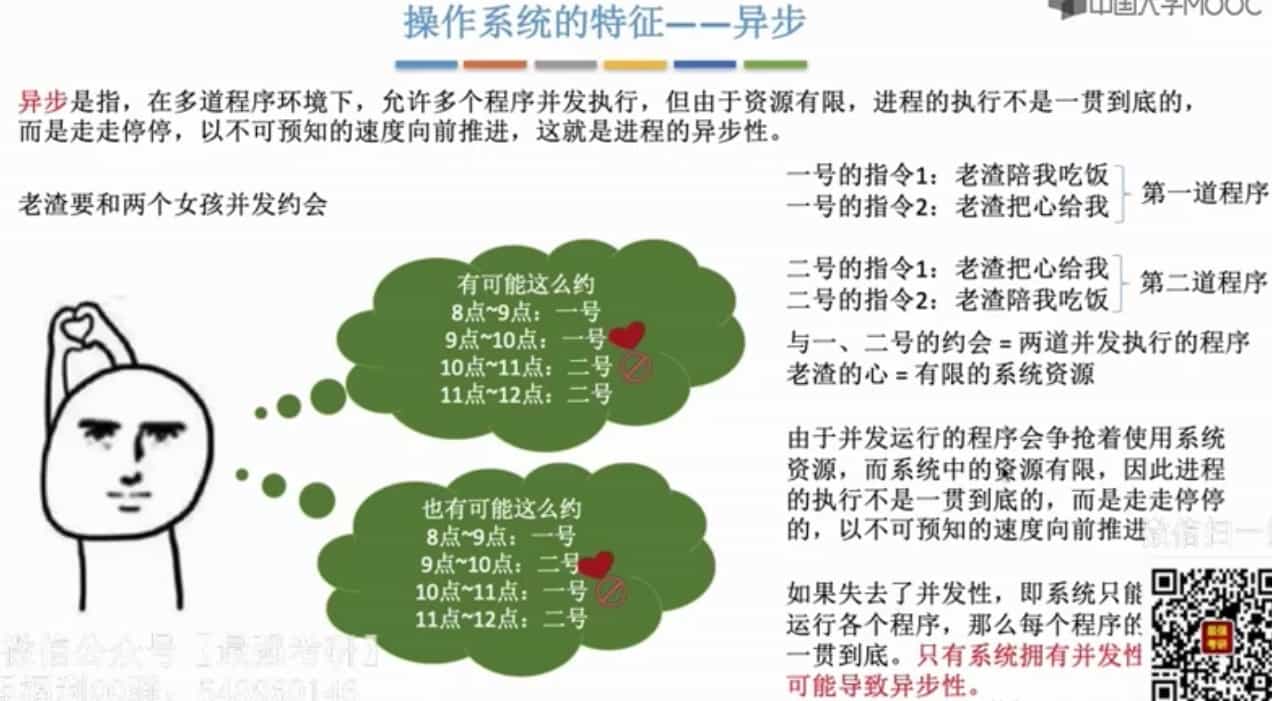 中国大学MOOC
操作系统的特征——异步
异步是指，在多道程序环境下，允许多个程序并发执行，但由于资源有限，进程的执行不是一贯到底的，
而是走走停停，以不可预知的速度向前推进，这就是进程的异步性。
老渣要和两个女孩并发约会
有可能这么约
8点~9点：一号
9点~10点：一号
10点~11点：二号
11点~12点：二号
也有可能这么约
8点~9点：一号
9点~10点：二号
10点~11点：一号
11点~12点：二号
一号的指令1：老渣陪我吃饭
一号的指令2：老渣把心给我
第一道程序
二号的指令1：老渣把心给我
二号的指令2：老渣陪我吃饭
第二道程序
与一、二号的约会 = 两道并发执行的程序
老渣的心 = 有限的系统资源
由于并发运行的程序会争抢着使用系统
资源，而系统中的资源有限，因此进程
的执行不是一贯到底的，而是走走停停
的，以不可预知的速度向前推进
如果失去了并发性，即系统只能
运行各个程序，那么每个程序的
一贯到底。只有系统拥有并发性
可能导致异步性。
微信公众号【最强考研】